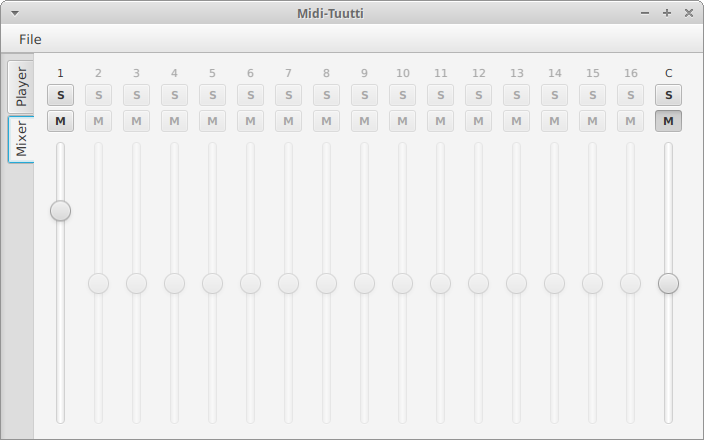 Midi-Tuutti
File
Player
Mixer
1 2 3 4 5 6 7 8 9 10 11 12 13 14 15 16 C
S S S S S S S S S S S S S S S S S
M M M M M M M M M M M M M M M M M